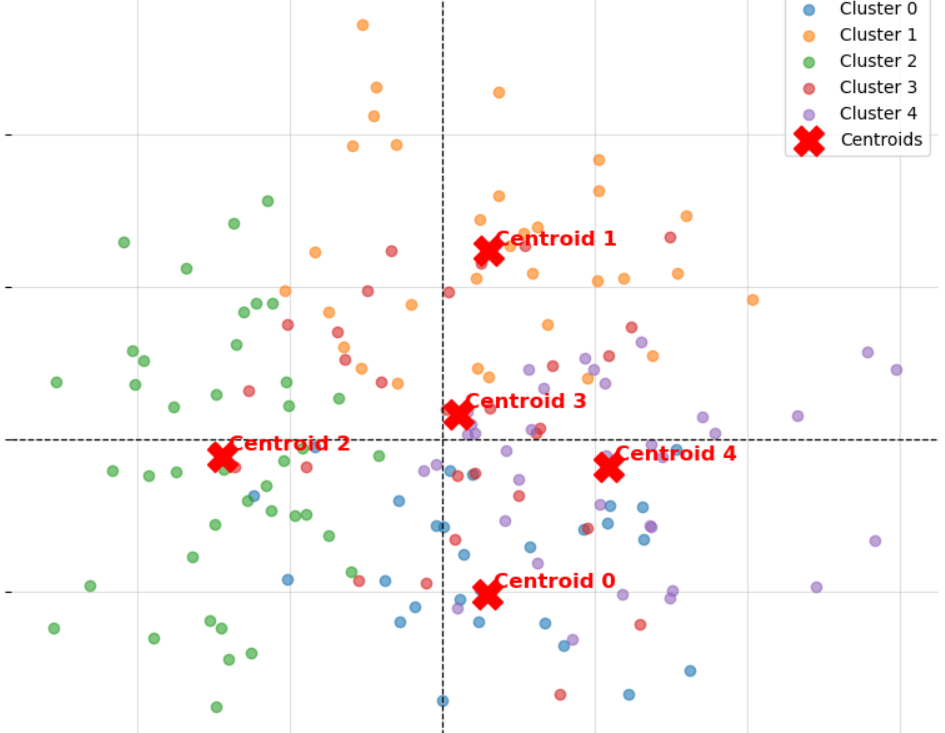 Cluster 0
Cluster 1
Cluster 2
Cluster 3
Cluster 4
Centroids
Centroid 1
Centroid 3
Centroid 2
Centroid 4
Centroid 0